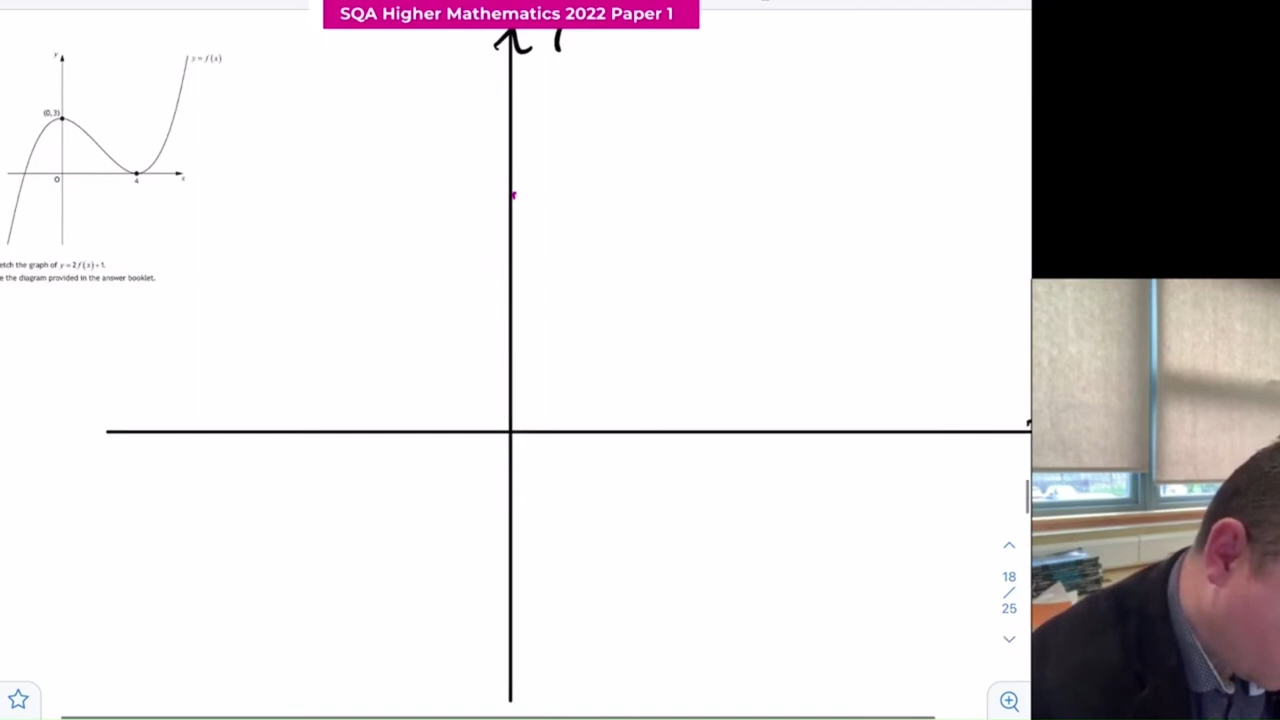 SQA Higher Mathematics 2022 Paper 1
y
y = f(x)
(0,3)
O
4
x
etch the graph of y = 2f(x)+1.
e the diagram provided in the answer booklet.
18
/
25